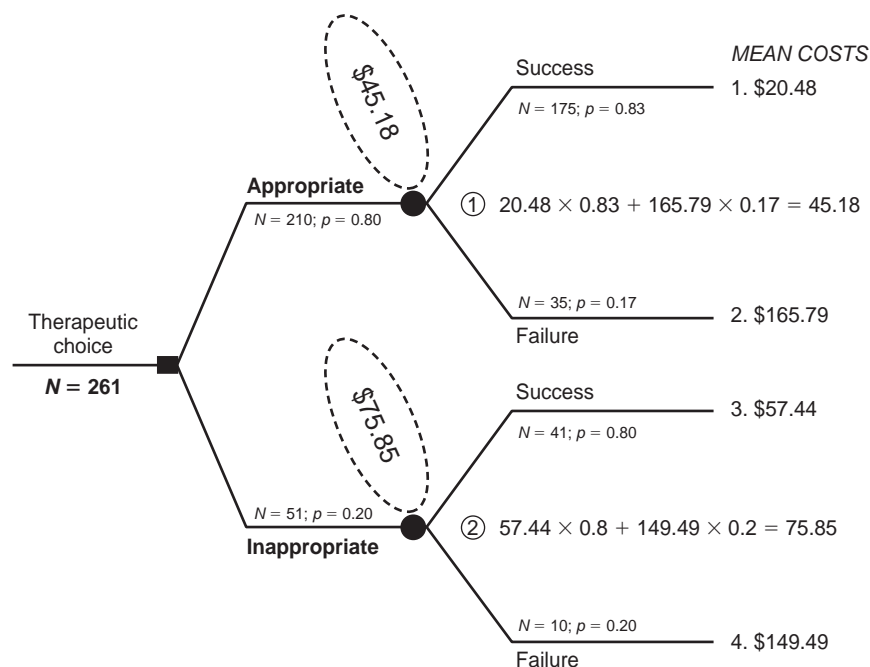 MEAN COSTS
Success
1. $20.48
N = 175; p = 0.83
$45.18
Appropriate
N = 210; p = 0.80
① 20.48 × 0.83 + 165.79 × 0.17 = 45.18
N = 35; p = 0.17
2. $165.79
Failure
Therapeutic
choice
N = 261
Success
3. $57.44
N = 41; p = 0.80
$75.85
N = 51; p = 0.20
Inappropriate
② 57.44 × 0.8 + 149.49 × 0.2 = 75.85
N = 10; p = 0.20
4. $149.49
Failure